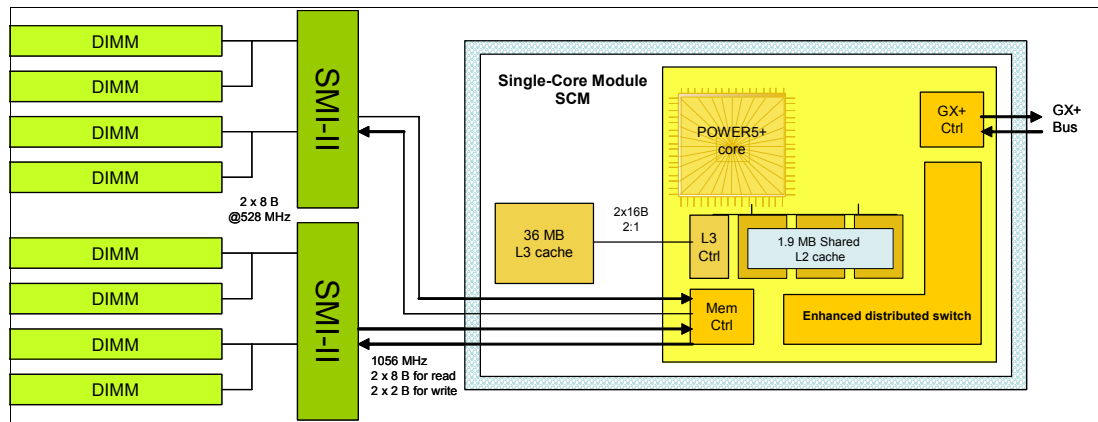 DIMM
DIMM
DIMM
DIMM
SMI-II
2 x 8 B
@528 MHz
DIMM
DIMM
DIMM
DIMM
SMI-II
1056 MHz
2 x 8 B for read
2 x 2 B for write
Single-Core Module
SCM
POWER5+
core
GX+
Ctrl
GX+
Bus
36 MB
L3 cache
2x16B
2:1
L3
Ctrl
1.9 MB Shared
L2 cache
Mem
Ctrl
Enhanced distributed switch